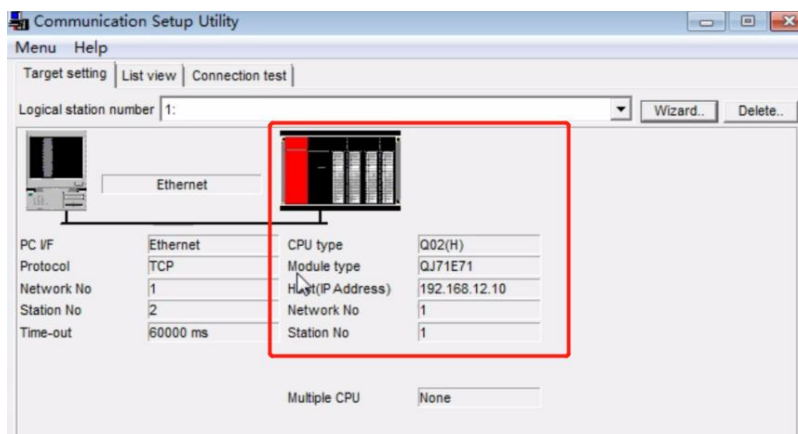 Communication Setup Utility
Menu Help
Target setting List view Connection test
Logical station number 1: Wizard.. Delete..
Ethernet
PC I/F Ethernet CPU type Q02(H)
Protocol TCP Module type QJ71E71
Network No 1 Host(IP Address) 192.168.12.10
Station No 2 Network No 1
Time-out 60000 ms Station No 1
Multiple CPU None